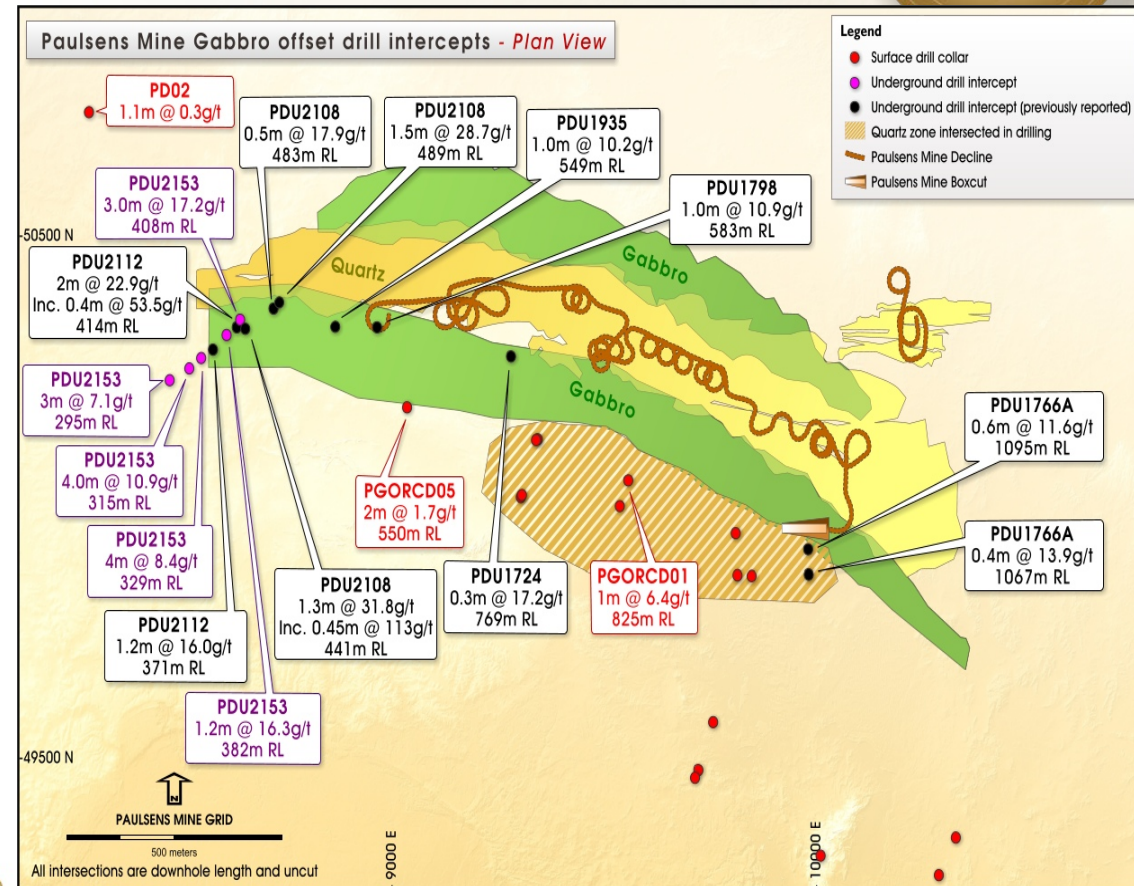 Paulsens Mine Gabbro offset drill intercepts - Plan View
Legend
Surface drill collar
Underground drill intercept
Underground drill intercept (previously reported)
Quartz zone intersected in drilling
Paulsens Mine Decline
Paulsens Mine Boxcut
PD02
1.1m @ 0.3g/t
PDU2108
0.5m @ 17.9g/t
483m RL
PDU2108
1.5m @ 28.7g/t
489m RL
PDU1935
1.0m @ 10.2g/t
549m RL
PDU1798
1.0m @ 10.9g/t
583m RL
PDU2153
3.0m @ 17.2g/t
408m RL
50500 N
PDU2112
2m @ 22.9g/t
Inc. 0.4m @ 53.5g/t
414m RL
Quartz
Gabbro
Gabbro
PDU2153
3m @ 7.1g/t
295m RL
PDU2153
4.0m @ 10.9g/t
315m RL
PDU2153
4m @ 8.4g/t
329m RL
PDU2112
1.2m @ 16.0g/t
371m RL
PDU2153
1.2m @ 16.3g/t
382m RL
PDU2108
1.3m @ 31.8g/t
Inc. 0.45m @ 113g/t
441m RL
PGORCD05
2m @ 1.7g/t
550m RL
PDU1724
0.3m @ 17.2g/t
769m RL
PGORCD01
1m @ 6.4g/t
825m RL
PDU1766A
0.6m @ 11.6g/t
1095m RL
PDU1766A
0.4m @ 13.9g/t
1067m RL
49500 N
N
PAULSENS MINE GRID
500 meters
All intersections are downhole length and uncut
9000 E
10000 E